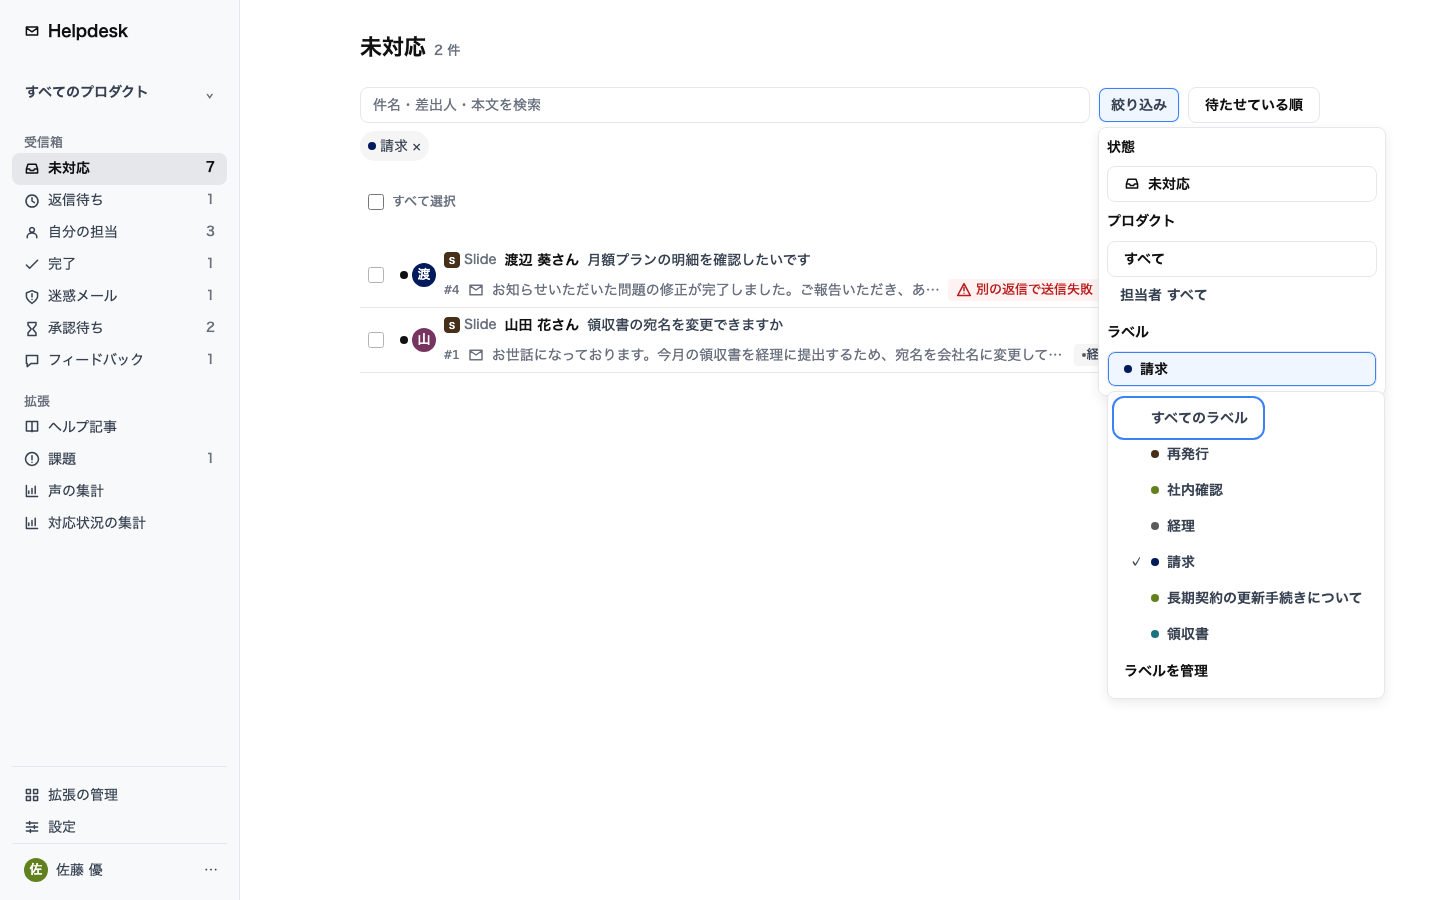 Helpdesk
すべてのプロダクト
受信箱
未対応 7
返信待ち 1
自分の担当 3
完了 1
迷惑メール 1
承認待ち 2
フィードバック 1
拡張
ヘルプ記事
課題 1
声の集計
対応状況の集計
拡張の管理
設定
佐 佐藤 優 …
未対応 2 件
件名・差出人・本文を検索
絞り込み
待たせている順
請求 ×
すべて選択
渡 s Slide 渡辺 葵さん 月額プランの明細を確認したいです
#4 お知らせいただいた問題の修正が完了しました。ご報告いただき、あ… 別の返信で送信失敗
山 s Slide 山田 花さん 領収書の宛名を変更できますか
#1 お世話になっております。今月の領収書を経理に提出するため、宛名を会社名に変更して… 経
状態
未対応
プロダクト
すべて
担当者 すべて
ラベル
請求
すべてのラベル
再発行
社内確認
経理
✓ 請求
長期契約の更新手続きについて
領収書
ラベルを管理